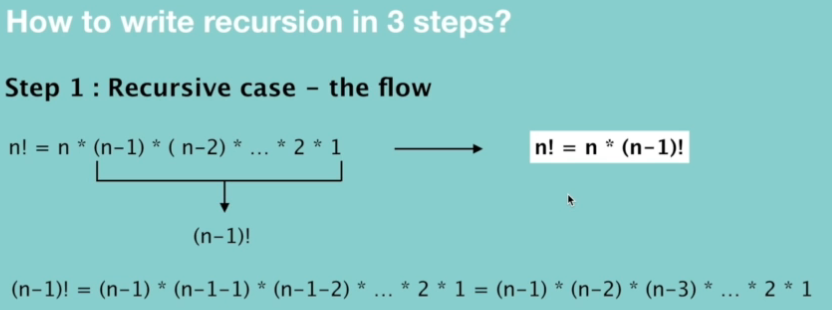 How to write recursion in 3 steps?
Step 1 : Recursive case - the flow
n! = n * (n-1) * ( n-2) * ... * 2 * 1
n! = n * (n-1)!
(n-1)!
(n-1)! = (n-1) * (n-1-1) * (n-1-2) * ... * 2 * 1 = (n-1) * (n-2) * (n-3) * ... * 2 * 1